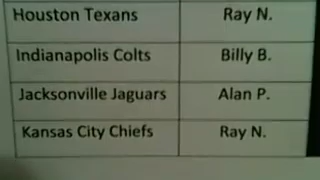 Houston Texans Ray N.
Indianapolis Colts Billy B.
Jacksonville Jaguars Alan P.
Kansas City Chiefs Ray N.